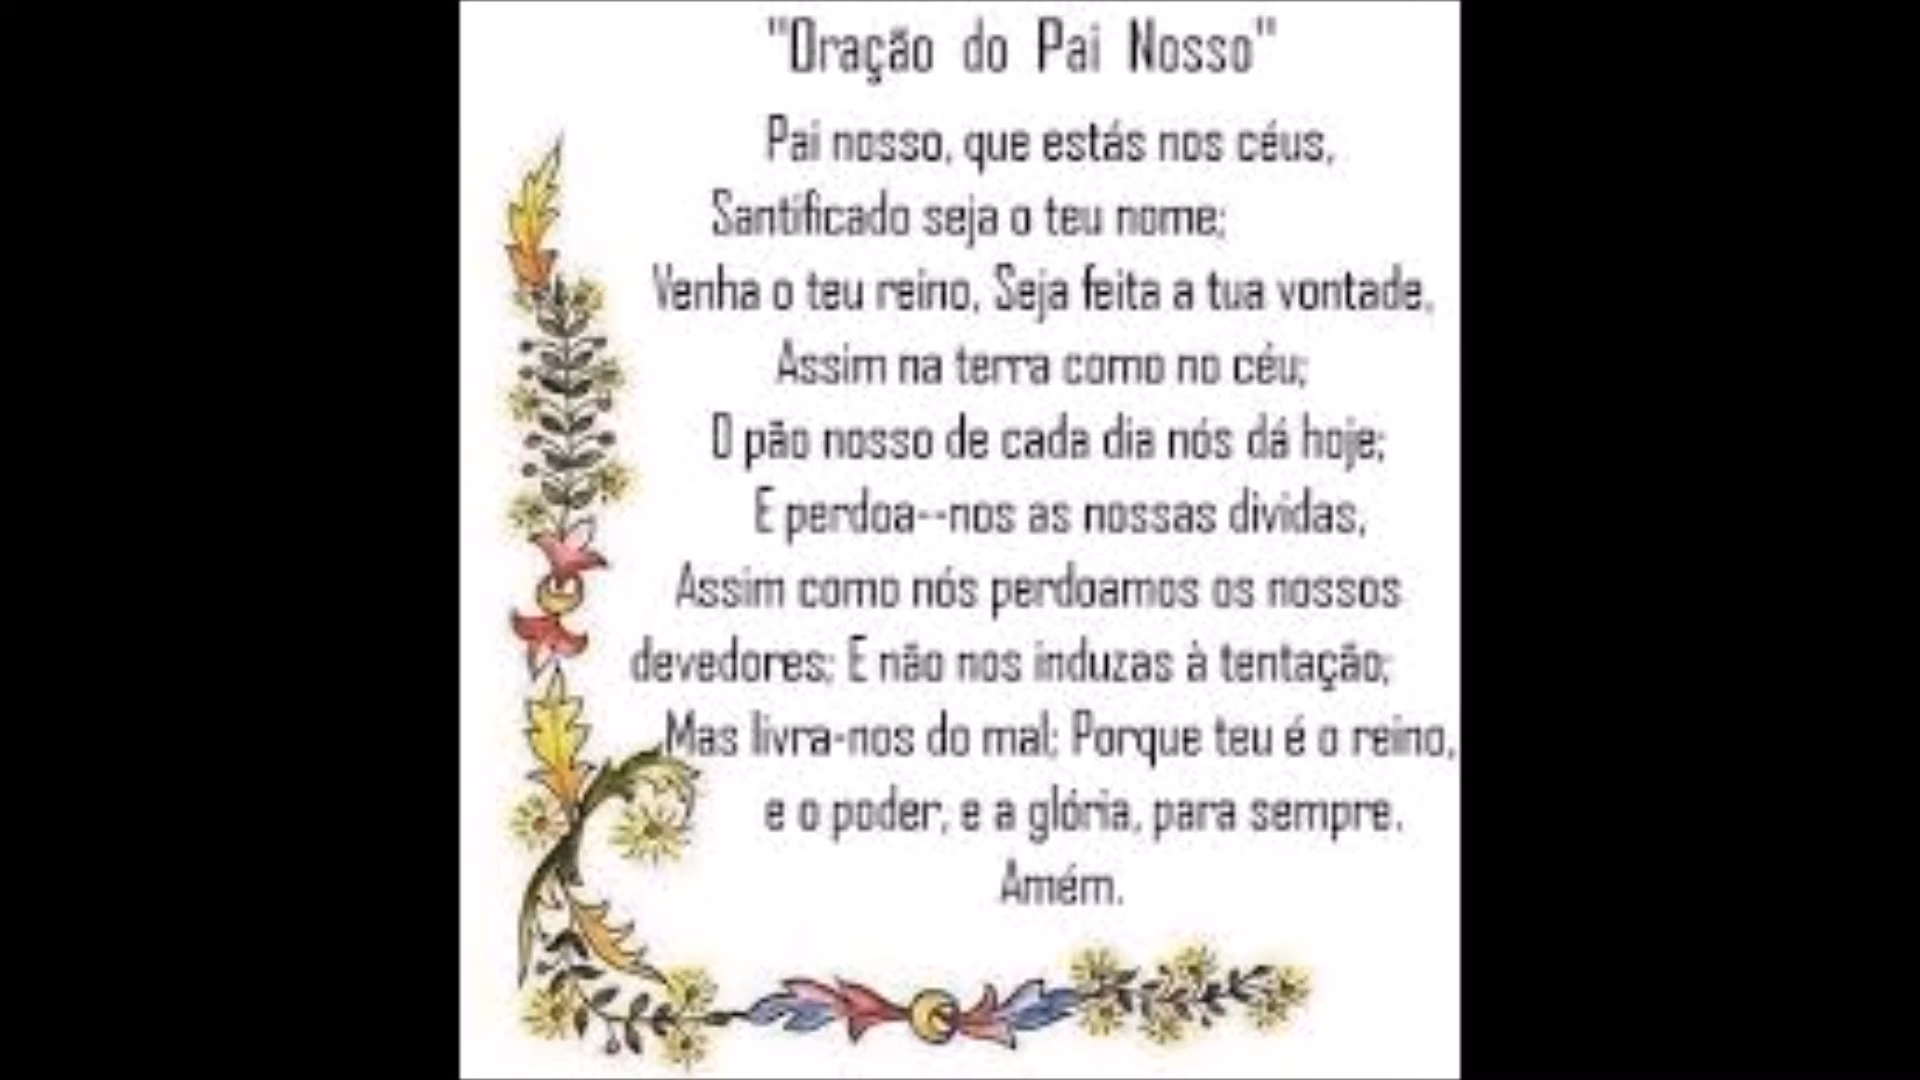 "Oração do Pai Nosso"
Pai nosso, que estás nos céus,
Santificado seja o teu nome;
Venha o teu reino, Seja feita a tua vontade,
Assim na terra como no céu;
O pão nosso de cada dia nós dá hoje;
E perdoa--nos as nossas dividas,
Assim como nós perdoamos os nossos
devedores; E não nos induzas à tentação;
Mas livra-nos do mal; Porque teu é o reino,
e o poder, e a glória, para sempre.
Amém.